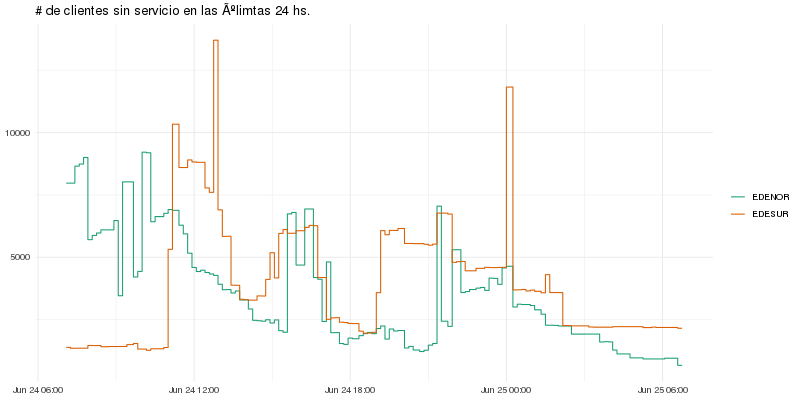 # de clientes sin servicio en las Ãºlimtas 24 hs.
10000
5000
Jun 24 06:00
Jun 24 12:00
Jun 24 18:00
Jun 25 00:00
Jun 25 06:00
EDENOR
EDESUR